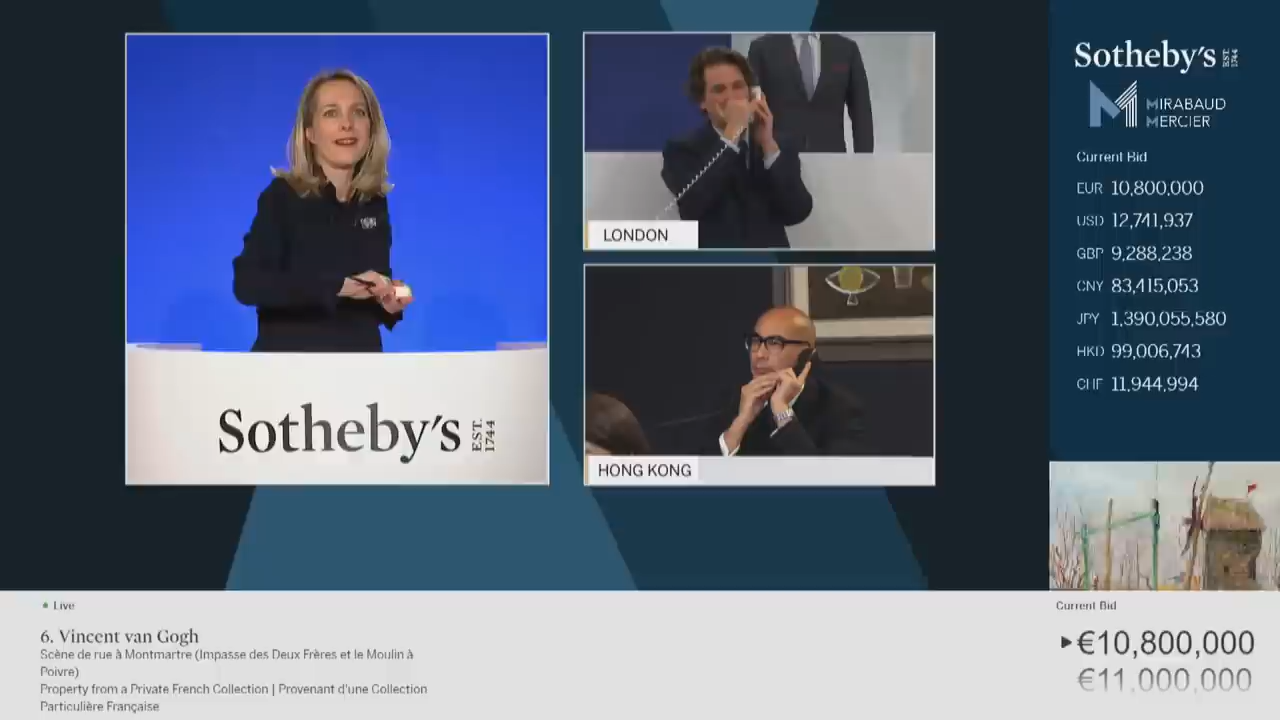 Sotheby's EST. 1744
LONDON
HONG KONG
Sotheby's EST. 1744
MIRABAUD
MERCIER
Current Bid
EUR 10,800,000
USD 12,741,937
GBP 9,288,238
CNY 83,415,053
JPY 1,390,055,580
HKD 99,006,743
CHF 11,944,994
Live
6. Vincent van Gogh
Scène de rue à Montmartre (Impasse des Deux Frères et le Moulin à
Poivre)
Property from a Private French Collection | Provenant d'une Collection
Particulière Française
Current Bid
€10,800,000
€11,000,000